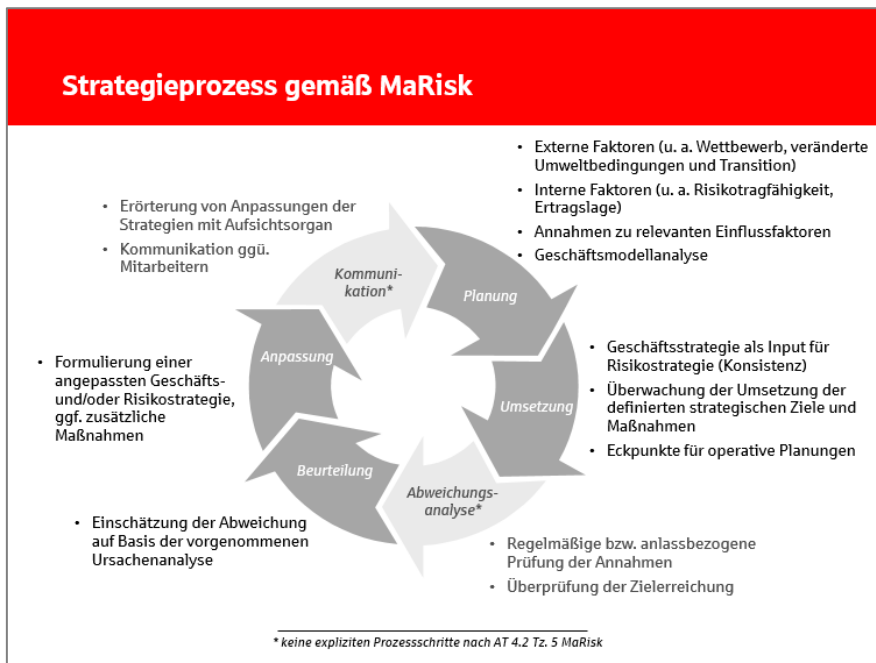 Strategieprozess gemäß MaRisk
• Externe Faktoren (u. a. Wettbewerb, veränderte
Umweltbedingungen und Transition)
• Interne Faktoren (u. a. Risikotragfähigkeit,
Ertragslage)
• Annahmen zu relevanten Einflussfaktoren
• Geschäftsmodellanalyse
• Erörterung von Anpassungen der
Strategien mit Aufsichtsorgan
• Kommunikation ggü.
Mitarbeitern
Kommuni-
kation*
Planung
• Geschäftsstrategie als Input für
Risikostrategie (Konsistenz)
• Überwachung der Umsetzung der
definierten strategischen Ziele und
Maßnahmen
• Eckpunkte für operative Planungen
Umsetzung
Anpassung
• Formulierung einer
angepassten Geschäfts-
und/oder Risikostrategie,
ggf. zusätzliche
Maßnahmen
Beurteilung
Abweichungs-
analyse*
• Einschätzung der Abweichung
auf Basis der vorgenommenen
Ursachenanalyse
• Regelmäßige bzw. anlassbezogene
Prüfung der Annahmen
• Überprüfung der Zielerreichung
* keine expliziten Prozessschritte nach AT 4.2 Tz. 5 MaRisk